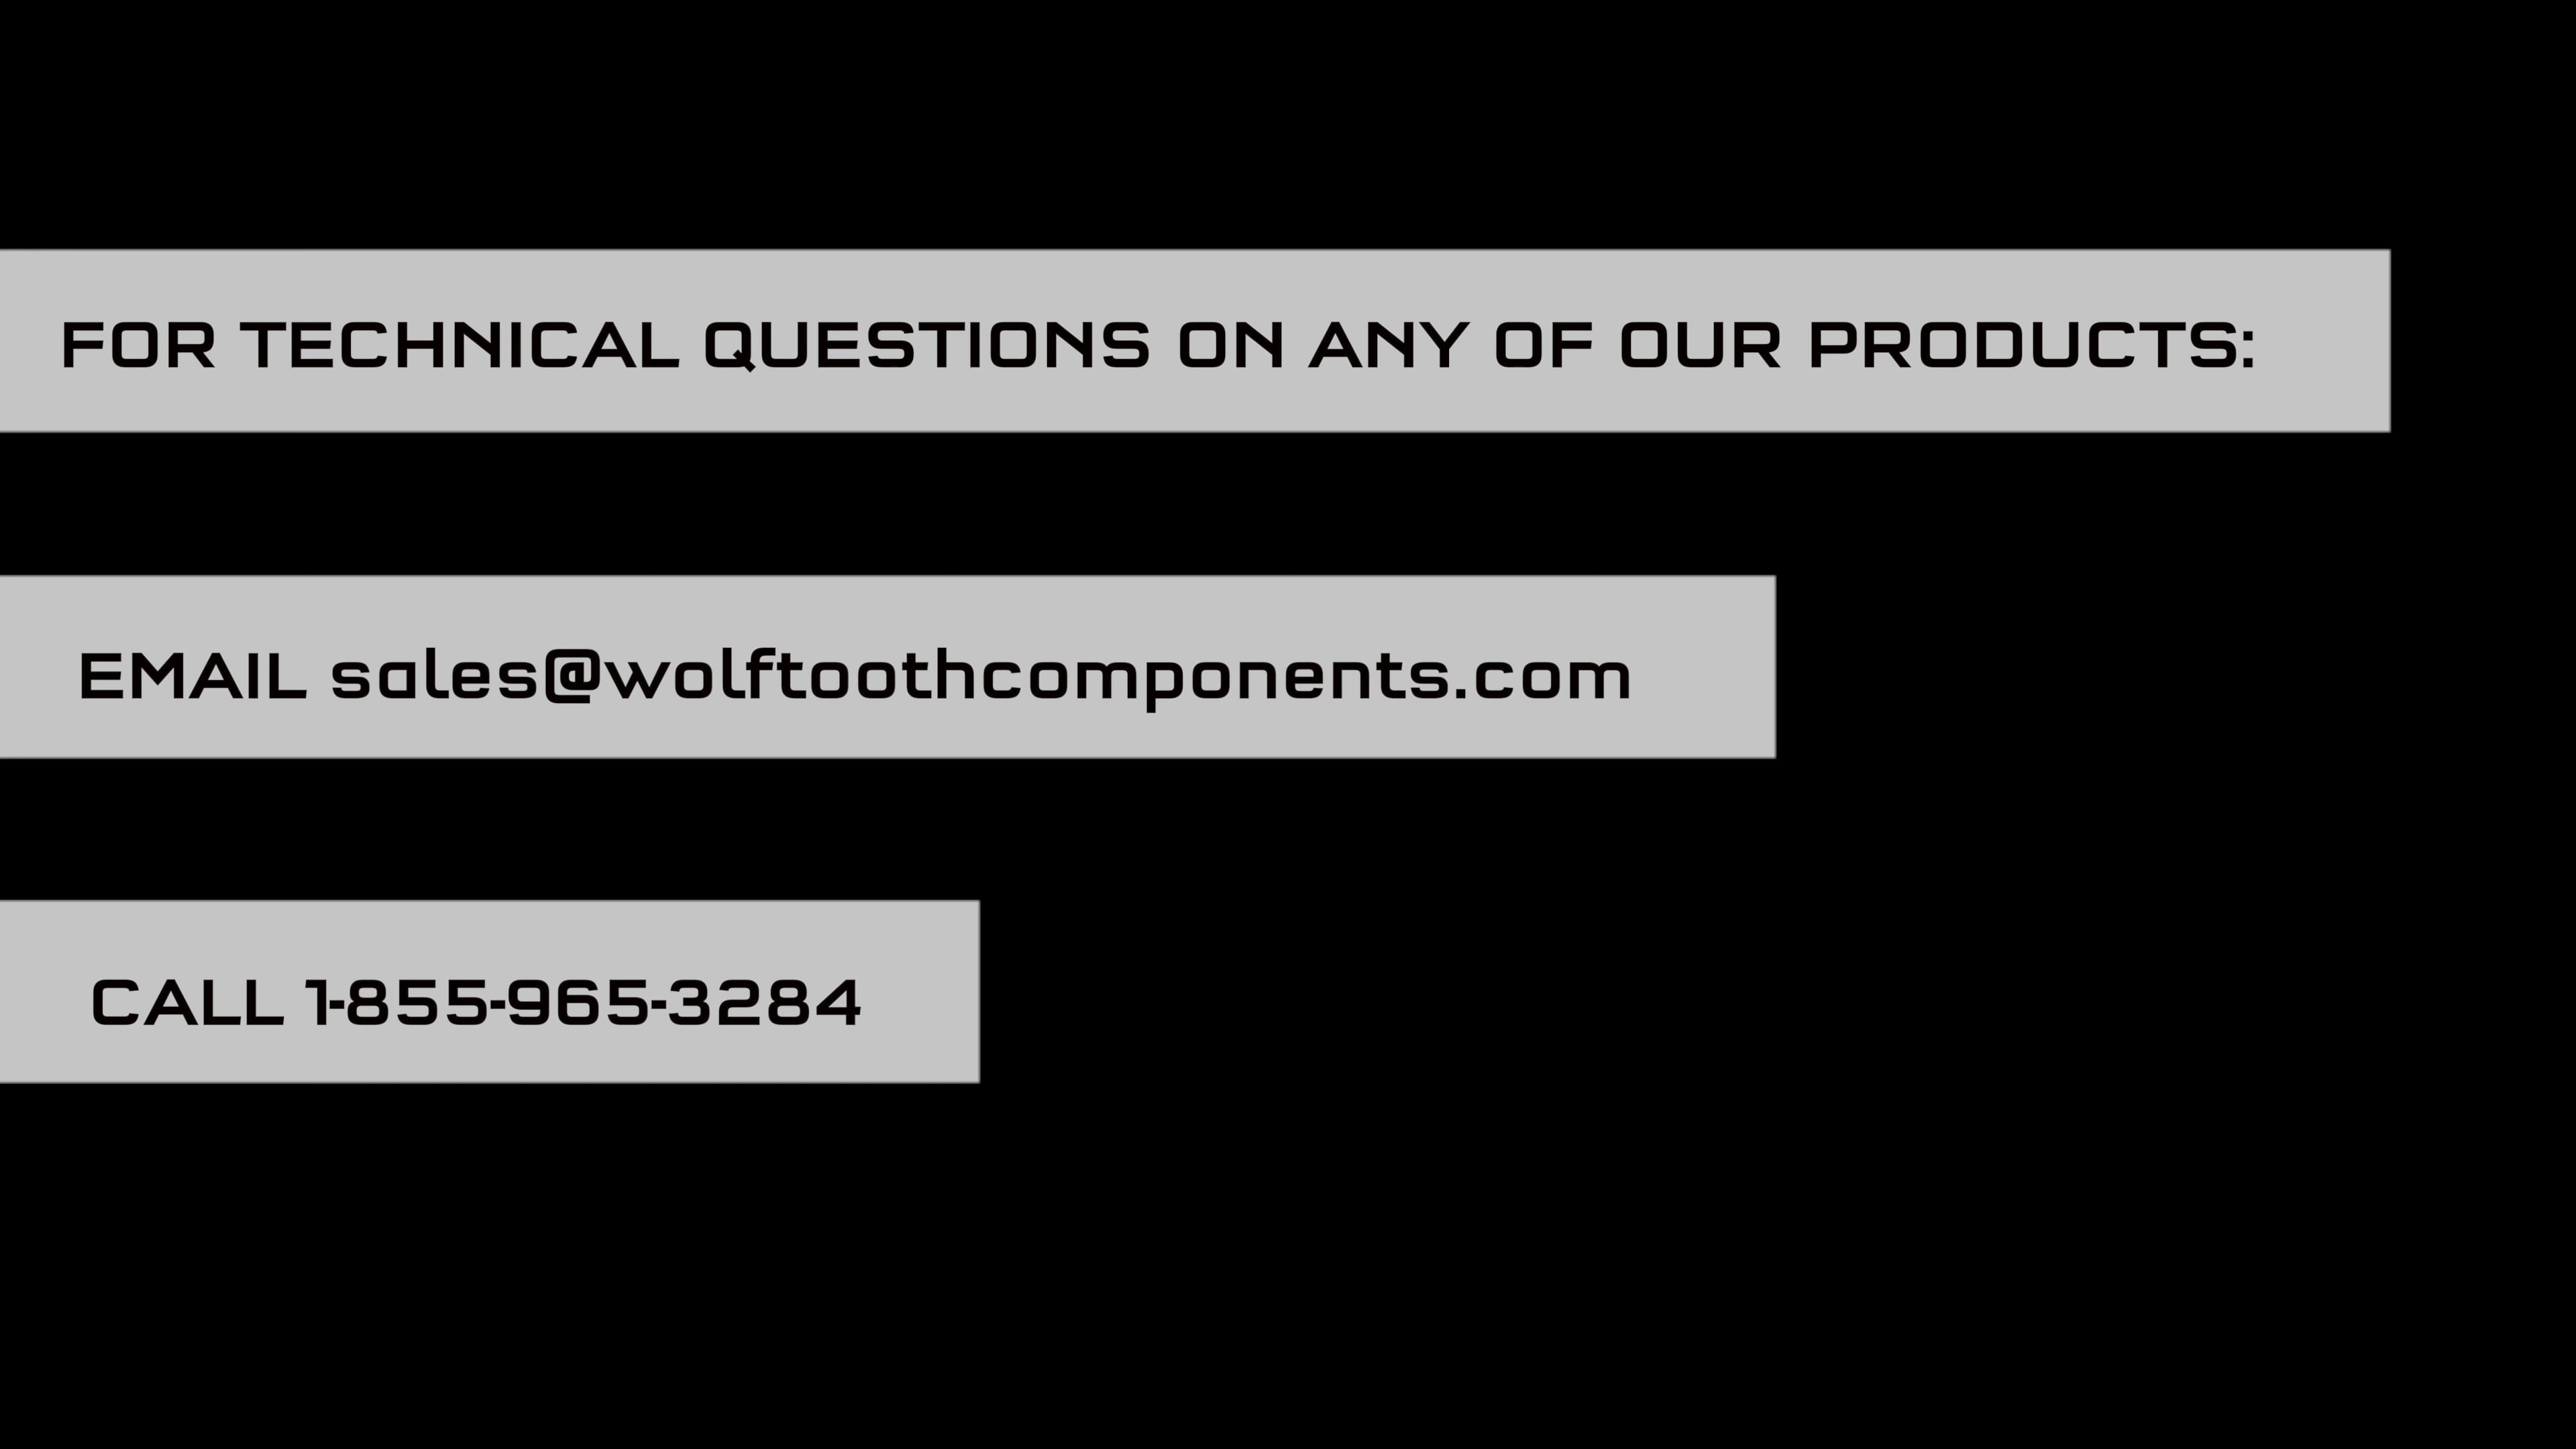 FOR TECHNICAL QUESTIONS ON ANY OF OUR PRODUCTS:
EMAIL sales@wolftoothcomponents.com
CALL 1-855-965-3284